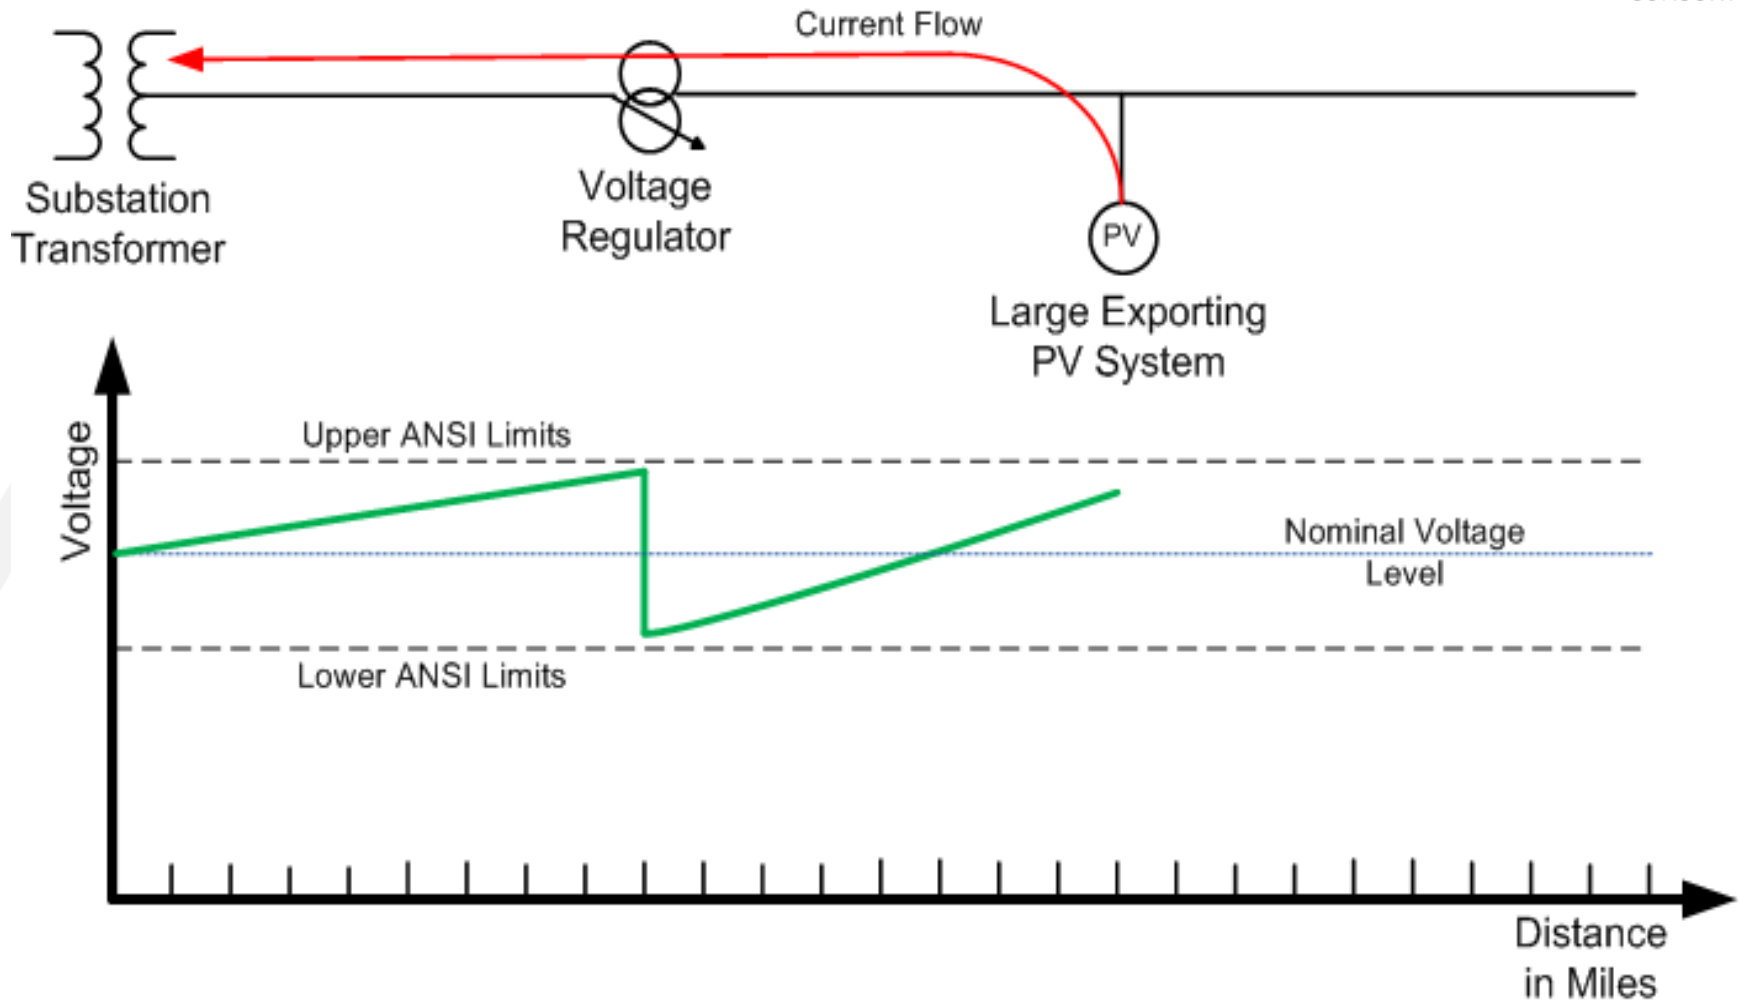 Current Flow
Substation
Transformer
Voltage
Regulator
PV
Large Exporting
PV System
Voltage
Upper ANSI Limits
Nominal Voltage
Level
Lower ANSI Limits
Distance
in Miles